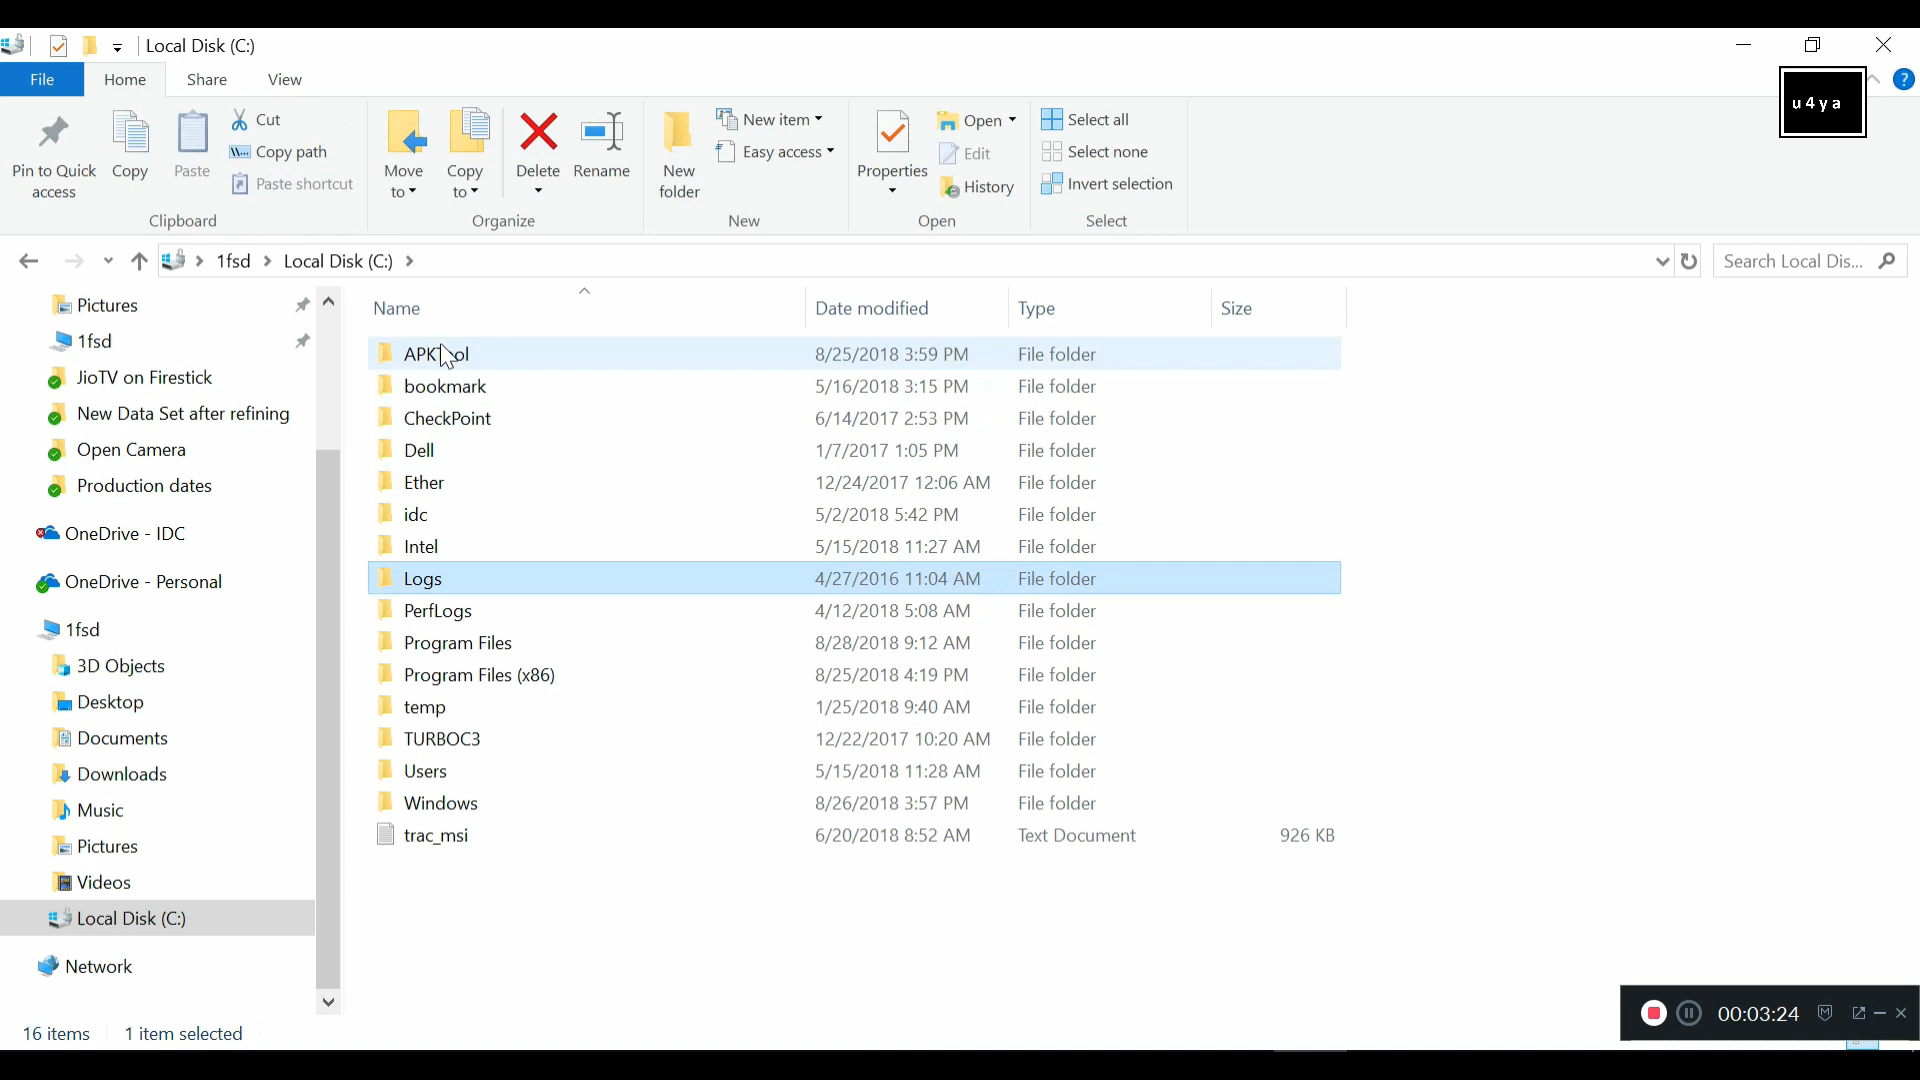 Local Disk (C:)
File Home Share View
u4ya
Pin to Quick access
Copy
Paste
Cut
Copy path
Paste shortcut
Clipboard
Move to
Copy to
Delete
Rename
Organize
New folder
New item
Easy access
New
Properties
Open
Edit
History
Open
Select all
Select none
Invert selection
Select
1fsd Local Disk (C:)
Search Local Dis...
Pictures
1fsd
JioTV on Firestick
New Data Set after refining
Open Camera
Production dates
OneDrive - IDC
OneDrive - Personal
1fsd
3D Objects
Desktop
Documents
Downloads
Music
Pictures
Videos
Local Disk (C:)
Network
Name Date modified Type Size
8/25/2018 3:59 PM File folder
bookmark 5/16/2018 3:15 PM File folder
CheckPoint 6/14/2017 2:53 PM File folder
Dell 1/7/2017 1:05 PM File folder
Ether 12/24/2017 12:06 AM File folder
idc 5/2/2018 5:42 PM File folder
Intel 5/15/2018 11:27 AM File folder
Logs 4/27/2016 11:04 AM File folder
PerfLogs 4/12/2018 5:08 AM File folder
Program Files 8/28/2018 9:12 AM File folder
Program Files (x86) 8/25/2018 4:19 PM File folder
temp 1/25/2018 9:40 AM File folder
TURBOC3 12/22/2017 10:20 AM File folder
Users 5/15/2018 11:28 AM File folder
Windows 8/26/2018 3:57 PM File folder
trac_msi 6/20/2018 8:52 AM Text Document 926 KB
00:03:24
16 items 1 item selected